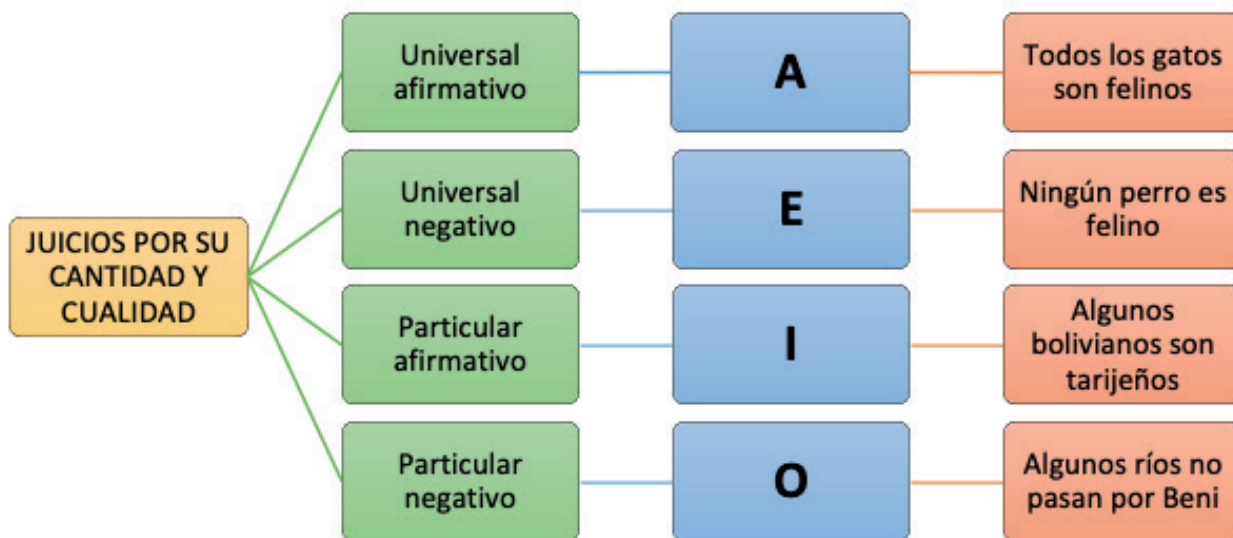 JUICIOS POR SU
CANTIDAD Y
CUALIDAD
Universal
afirmativo
A
Todos los gatos
son felinos
Universal
negativo
E
Ningún perro es
felino
Particular
afirmativo
I
Algunos
bolivianos son
tarijeños
Particular
negativo
O
Algunos ríos no
pasan por Beni